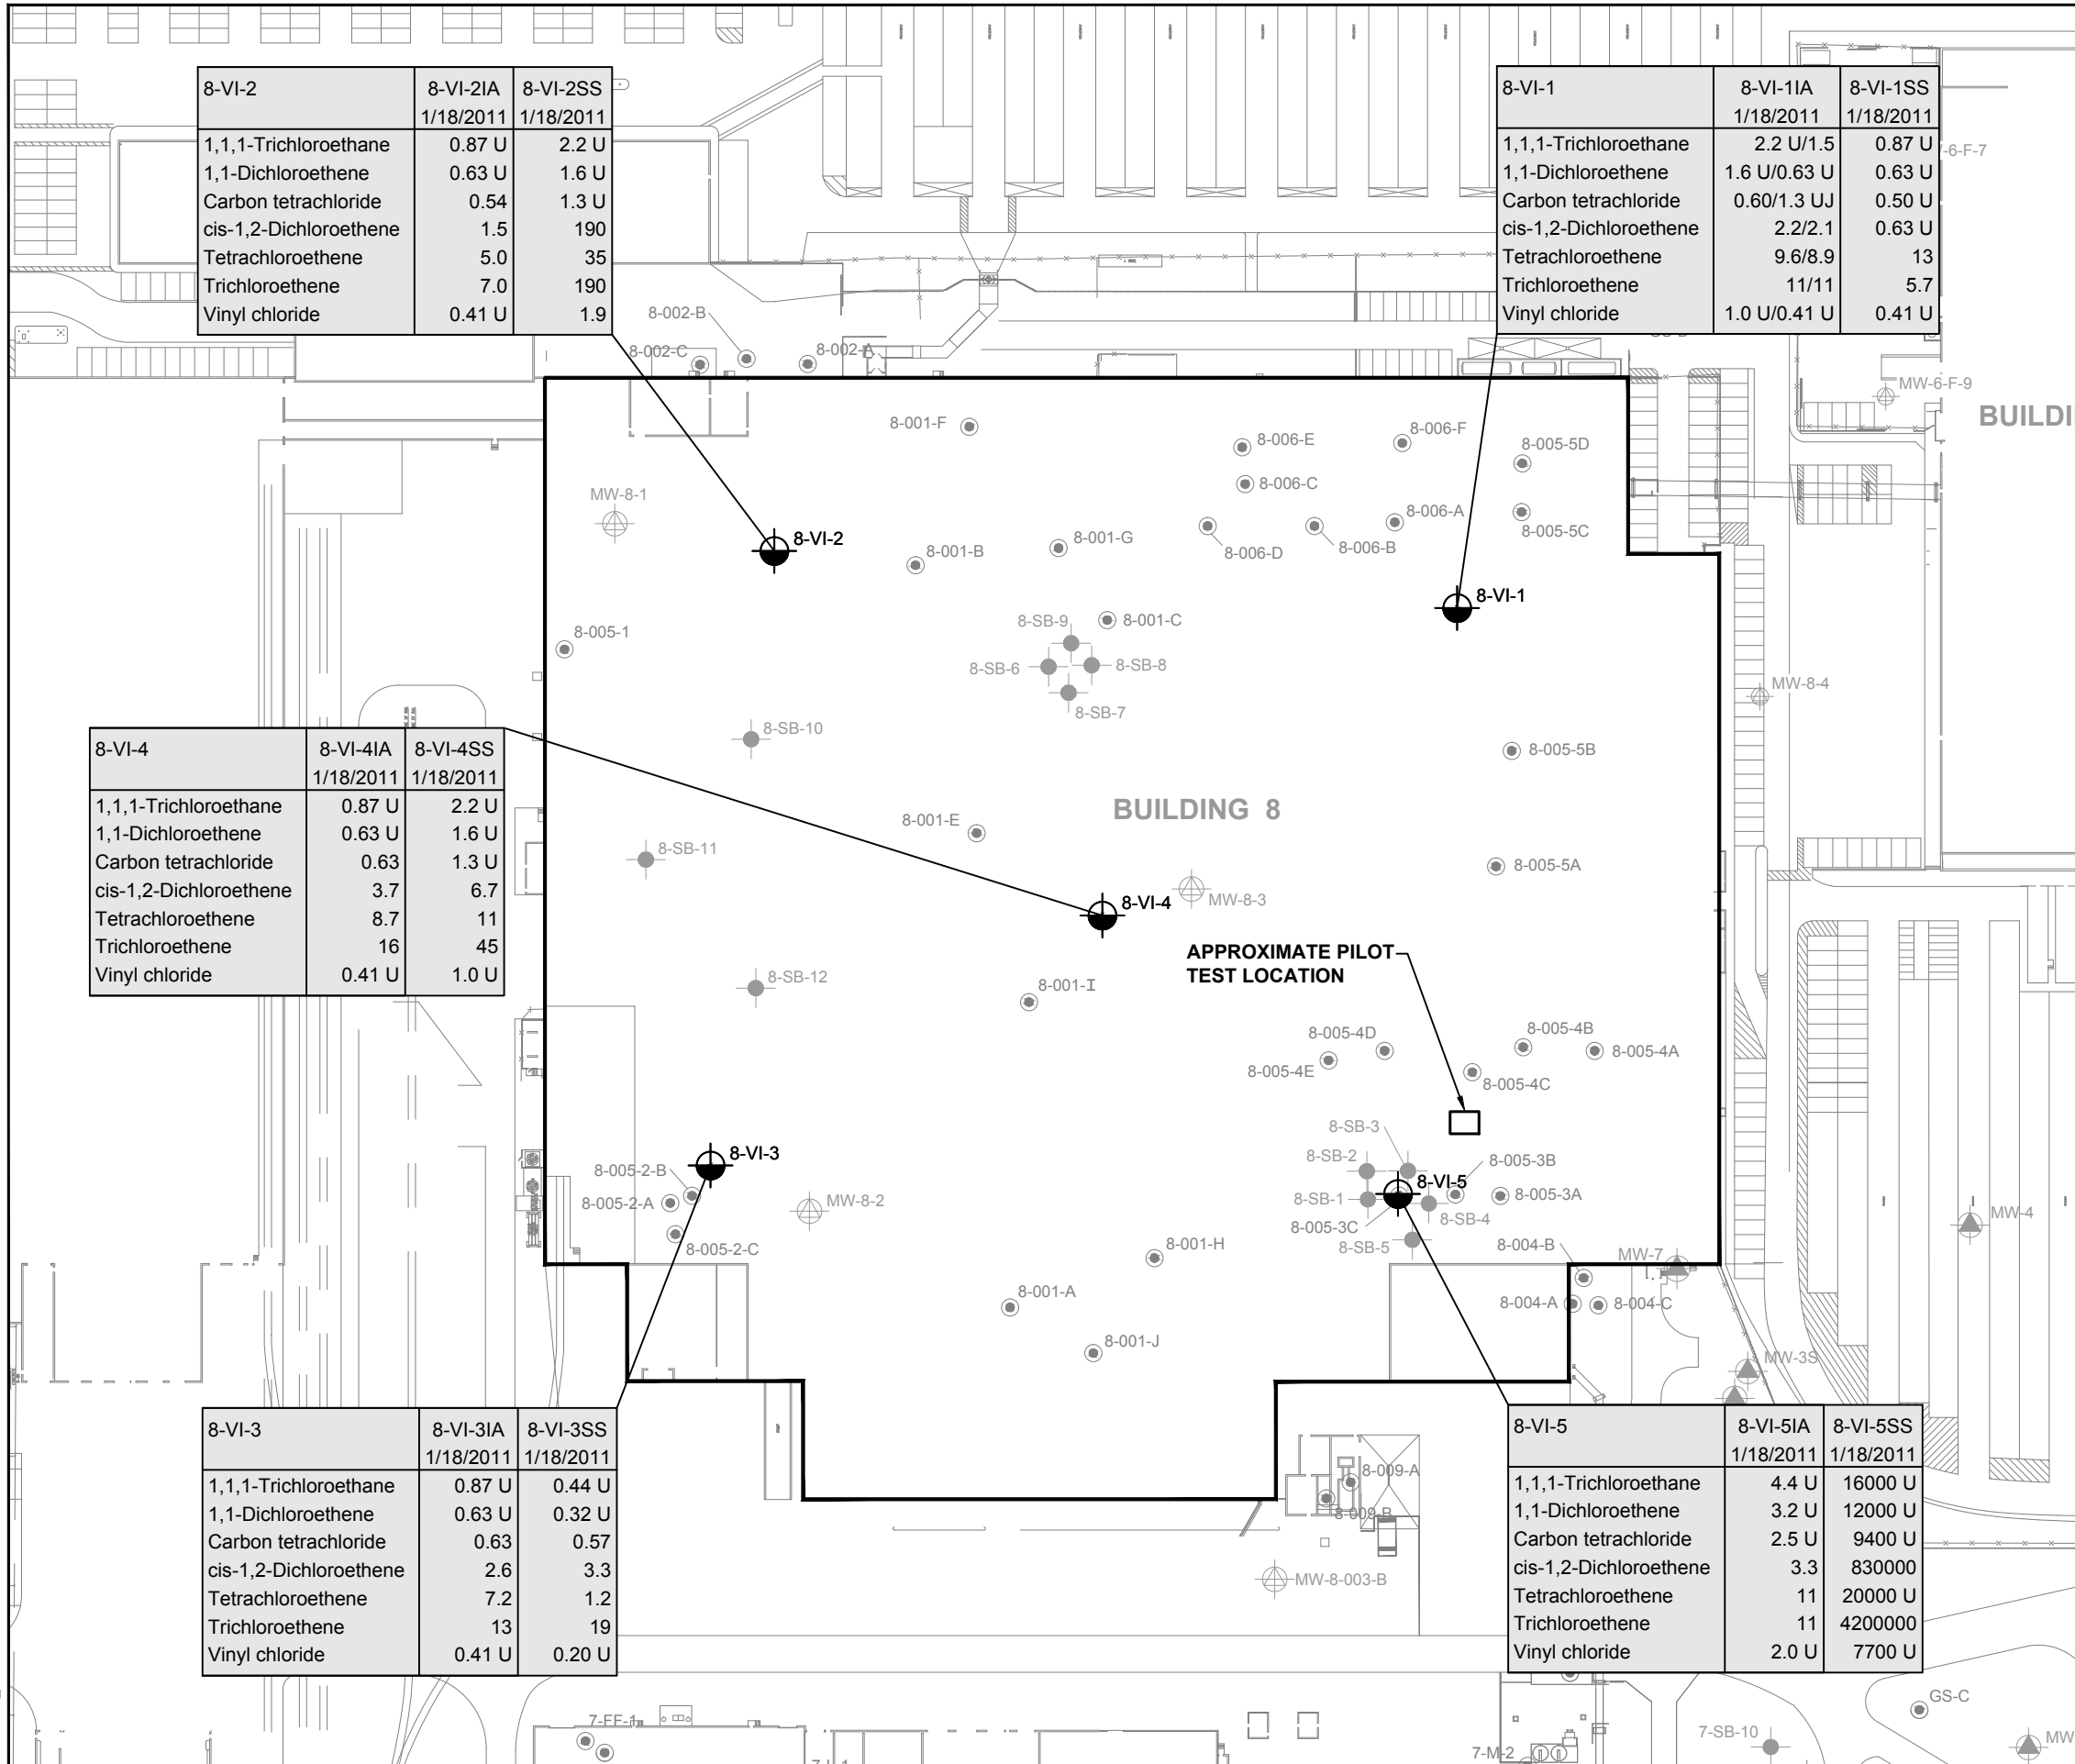 8-VI-2 8-VI-2IA 8-VI-2SS
1/18/2011 1/18/2011
1,1,1-Trichloroethane 0.87 U 2.2 U
1,1-Dichloroethene 0.63 U 1.6 U
Carbon tetrachloride 0.54 1.3 U
cis-1,2-Dichloroethene 1.5 190
Tetrachloroethene 5.0 35
Trichloroethene 7.0 190
Vinyl chloride 0.41 U 1.9
8-VI-1 8-VI-1IA 8-VI-1SS
1/18/2011 1/18/2011
1,1,1-Trichloroethane 2.2 U/1.5 0.87 U
1,1-Dichloroethene 1.6 U/0.63 U 0.63 U
Carbon tetrachloride 0.60/1.3 UJ 0.50 U
cis-1,2-Dichloroethene 2.2/2.1 0.63 U
Tetrachloroethene 9.6/8.9 13
Trichloroethene 11/11 5.7
Vinyl chloride 1.0 U/0.41 U 0.41 U
-6-F-7
8-002-B
8-002-C
8-002-A
MW-6-F-9
BUILDI
8-001-F
8-006-E
8-006-F
8-005-5D
8-006-C
MW-8-1
8-006-A
8-005-5C
8-VI-2
8-001-B
8-001-G
8-006-D
8-006-B
8-VI-1
8-005-1
8-SB-9
8-001-C
8-SB-6
8-SB-8
8-SB-7
MW-8-4
8-SB-10
8-005-5B
8-VI-4 8-VI-4IA 8-VI-4SS
1/18/2011 1/18/2011
1,1,1-Trichloroethane 0.87 U 2.2 U
1,1-Dichloroethene 0.63 U 1.6 U
Carbon tetrachloride 0.63 1.3 U
cis-1,2-Dichloroethene 3.7 6.7
Tetrachloroethene 8.7 11
Trichloroethene 16 45
Vinyl chloride 0.41 U 1.0 U
BUILDING 8
8-001-E
8-SB-11
8-005-5A
8-VI-4
MW-8-3
APPROXIMATE PILOT
TEST LOCATION
8-SB-12
8-001-I
8-005-4D
8-005-4B
8-005-4A
8-005-4E
8-005-4C
8-SB-3
8-VI-3
8-SB-2
8-005-3B
8-005-2-B
8-VI-5
8-005-2-A
MW-8-2
8-SB-1
8-005-3A
8-SB-4
MW-4
8-005-3C
8-005-2-C
8-001-H
8-SB-5
8-004-B
MW-7
8-001-A
8-004-A
8-004-C
8-001-J
MW-3S
8-VI-3 8-VI-3IA 8-VI-3SS
1/18/2011 1/18/2011
1,1,1-Trichloroethane 0.87 U 0.44 U
1,1-Dichloroethene 0.63 U 0.32 U
Carbon tetrachloride 0.63 0.57
cis-1,2-Dichloroethene 2.6 3.3
Tetrachloroethene 7.2 1.2
Trichloroethene 13 19
Vinyl chloride 0.41 U 0.20 U
8-VI-5 8-VI-5IA 8-VI-5SS
1/18/2011 1/18/2011
1,1,1-Trichloroethane 4.4 U 16000 U
1,1-Dichloroethene 3.2 U 12000 U
Carbon tetrachloride 2.5 U 9400 U
cis-1,2-Dichloroethene 3.3 830000
Tetrachloroethene 11 20000 U
Trichloroethene 11 4200000
Vinyl chloride 2.0 U 7700 U
8-009-A
8-009-B
MW-8-003-B
GS-C
7-FF-1
7-SB-10
7-M-2
MW